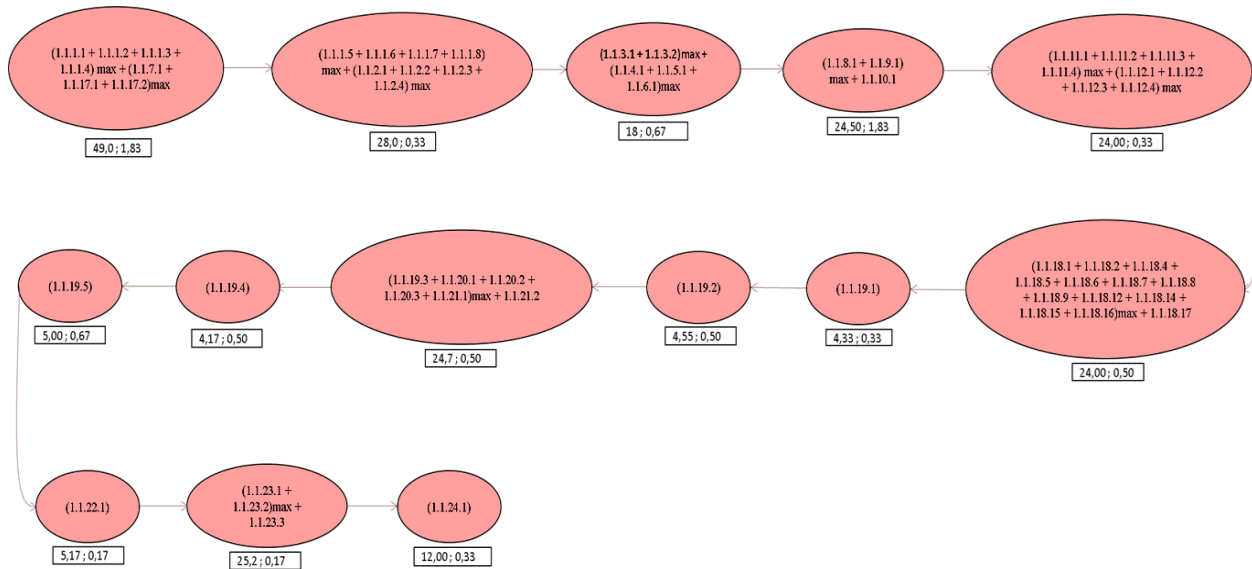 (1.1.1.1 + 1.1.1.2 + 1.1.1.3 +
1.1.1.4) max + (1.1.7.1 +
1.1.17.1 + 1.1.17.2)max
49,0 ; 1,83
(1.1.1.5 + 1.1.1.6 + 1.1.1.7 + 1.1.1.8)
max + (1.1.2.1 + 1.1.2.2 + 1.1.2.3 +
1.1.2.4) max
28,0 ; 0,33
(1.1.3.1 + 1.1.3.2)max +
(1.1.4.1 + 1.1.5.1 +
1.1.6.1)max
18 ; 0,67
(1.1.8.1 + 1.1.9.1)
max + 1.1.10.1
24,50 ; 1,83
(1.1.11.1 + 1.1.11.2 + 1.1.11.3 +
1.1.11.4) max + (1.1.12.1 + 1.1.12.2
+ 1.1.12.3 + 1.1.12.4) max
24,00 ; 0,33
(1.1.18.1 + 1.1.18.2 + 1.1.18.4 +
1.1.18.5 + 1.1.18.6 + 1.1.18.7 + 1.1.18.8
+ 1.1.18.9 + 1.1.18.12 + 1.1.18.14 +
1.1.18.15 + 1.1.18.16)max + 1.1.18.17
24,00 ; 0,50
(1.1.19.1)
4,33 ; 0,33
(1.1.19.2)
4,55 ; 0,50
(1.1.19.3 + 1.1.20.1 + 1.1.20.2 +
1.1.20.3 + 1.1.21.1)max + 1.1.21.2
24,7 ; 0,50
(1.1.19.4)
4,17 ; 0,50
(1.1.19.5)
5,00 ; 0,67
(1.1.22.1)
5,17 ; 0,17
(1.1.23.1 +
1.1.23.2)max +
1.1.23.3
25,2 ; 0,17
(1.1.24.1)
12,00 ; 0,33